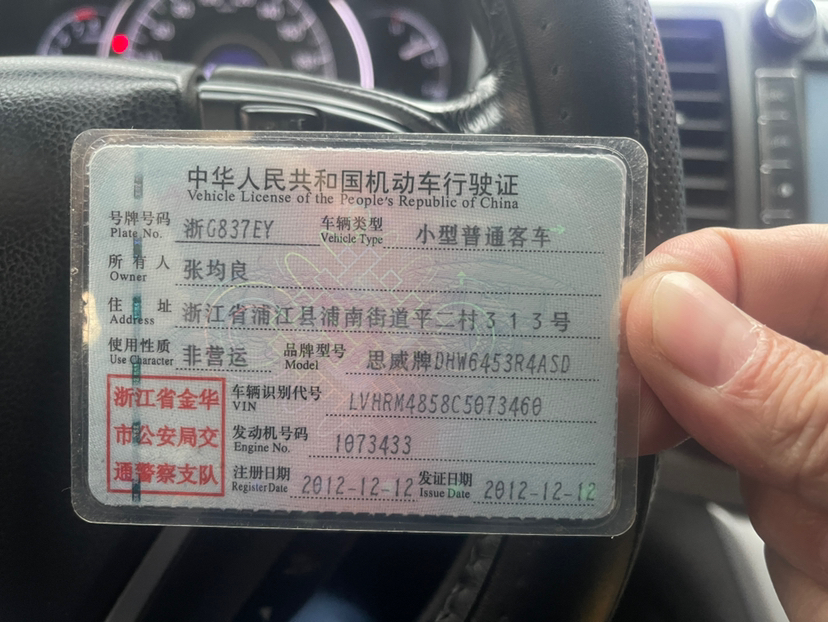 中华人民共和国机动车行驶证
Vehicle License of the People's Republic of China
号牌号码 浙G837EY 车辆类型 小型普通客车
Plate No. Vehicle Type
所有人 张均良
Owner
住址 浙江省浦江县浦南街道平二村313号
Address
使用性质 非营运 品牌型号 思威牌DHW6453R4ASD
Use Character Model
浙江省金华
市公安局交
通警察支队
车辆识别代号 LVHRM4858C5073460
VIN
发动机号码 1073433
Engine No.
注册日期 2012-12-12 发证日期 2012-12-12
Register Date Issue Date